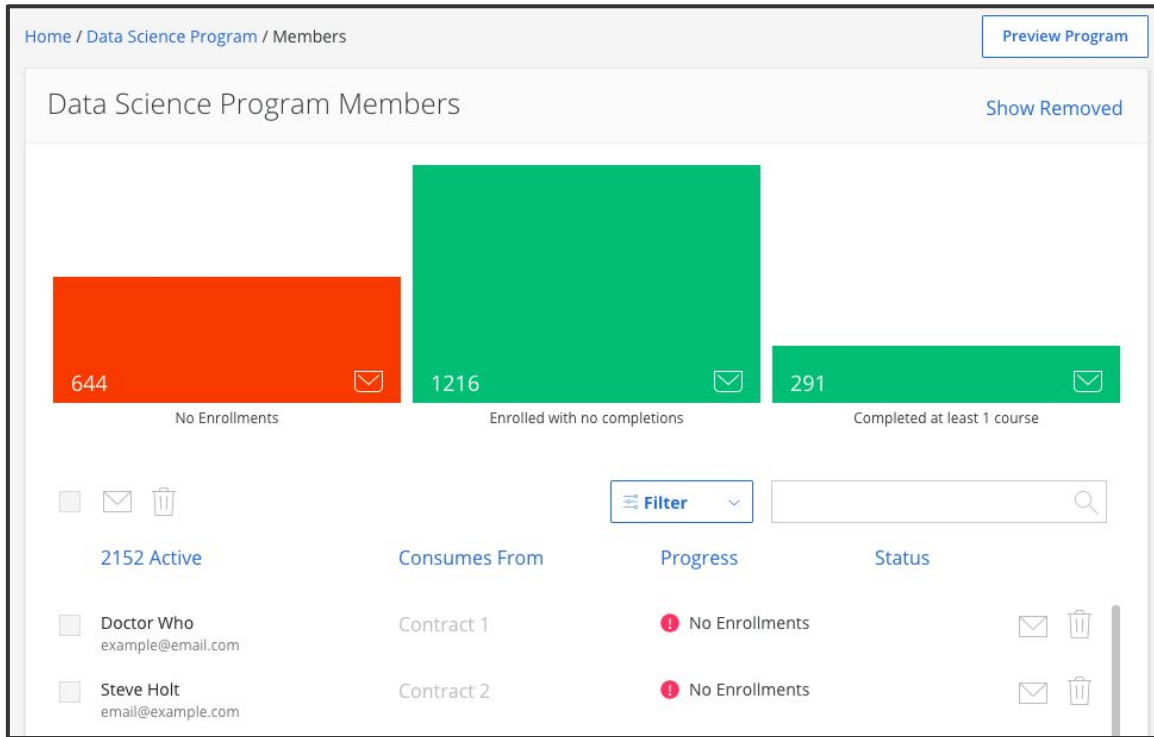 Home / Data Science Program / Members
Preview Program
Data Science Program Members
Show Removed
644
1216
291
No Enrollments
Enrolled with no completions
Completed at least 1 course
Filter
2152 Active Consumes From Progress Status
Doctor Who Contract 1 No Enrollments
example@email.com
Steve Holt Contract 2 No Enrollments
email@example.com